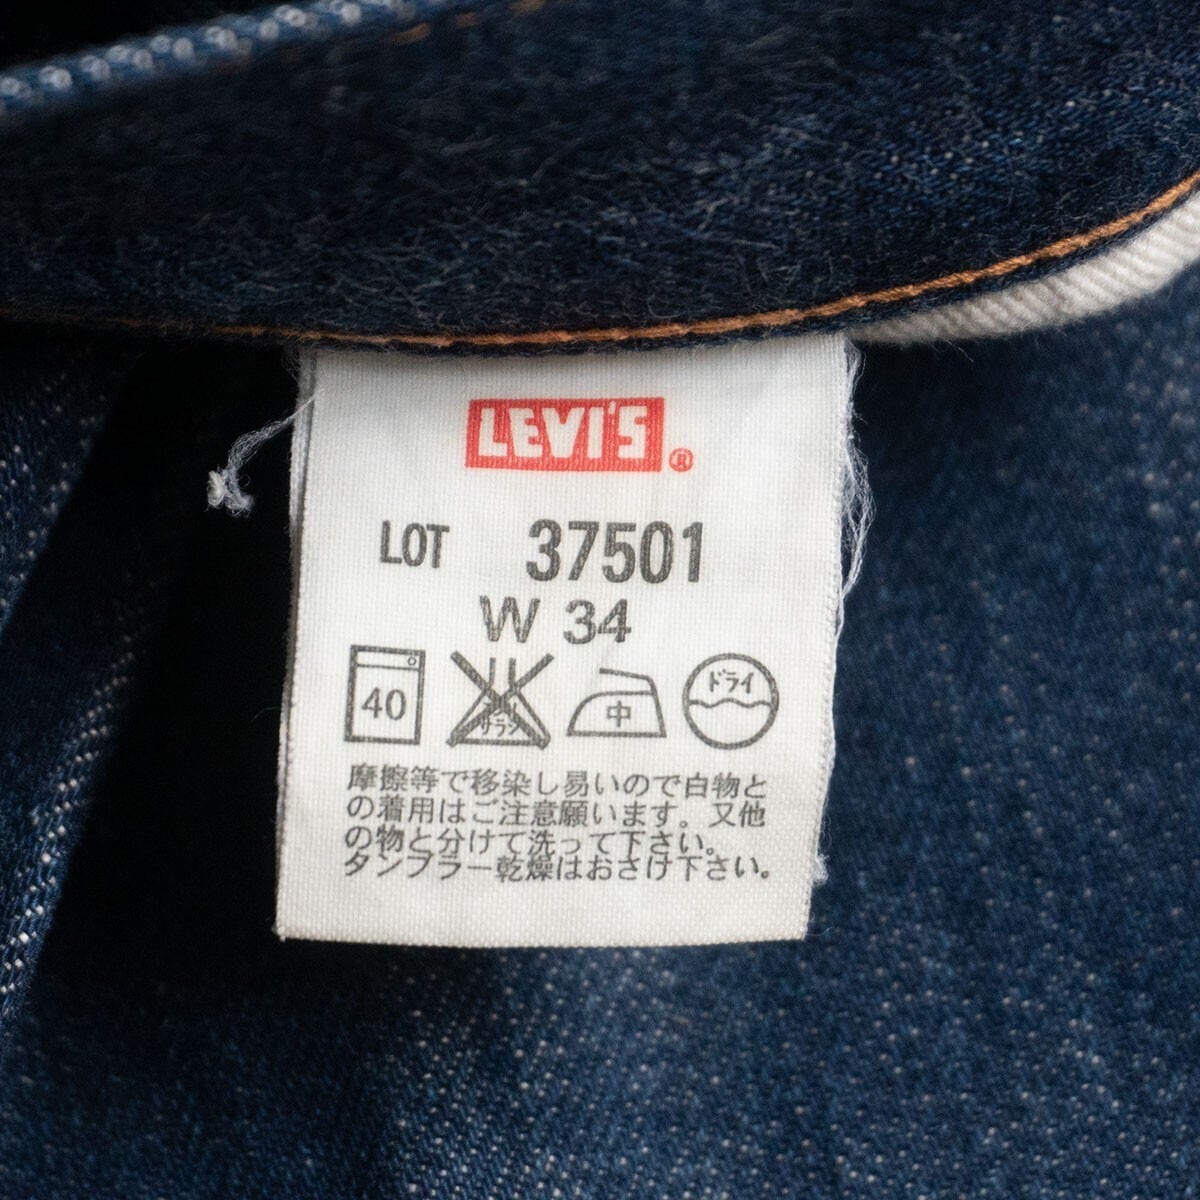 LEVI'S®
LOT 37501
W 34
40
サラシ
中
ドライ
摩擦等で移染し易いので白物と
の着用はご注意願います。又他
の物と分けて洗って下さい。
タンブラー乾燥はおさけ下さい。